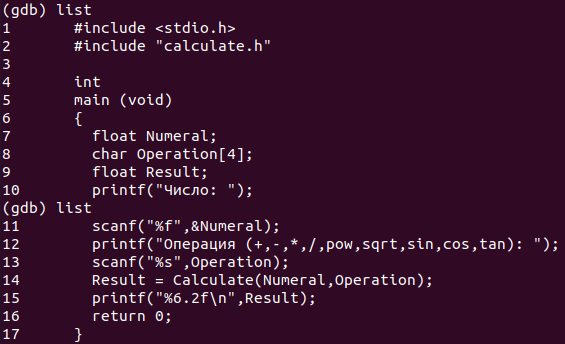 (gdb) list
1       #include <stdio.h>
2       #include "calculate.h"
3
4       int
5       main (void)
6       {
7         float Numeral;
8         char Operation[4];
9         float Result;
10        printf("Число: ");
(gdb) list
11        scanf("%f",&Numeral);
12        printf("Операция (+,-,*,/,pow,sqrt,sin,cos,tan): ");
13        scanf("%s",Operation);
14        Result = Calculate(Numeral,Operation);
15        printf("%6.2f\n",Result);
16        return 0;
17      }